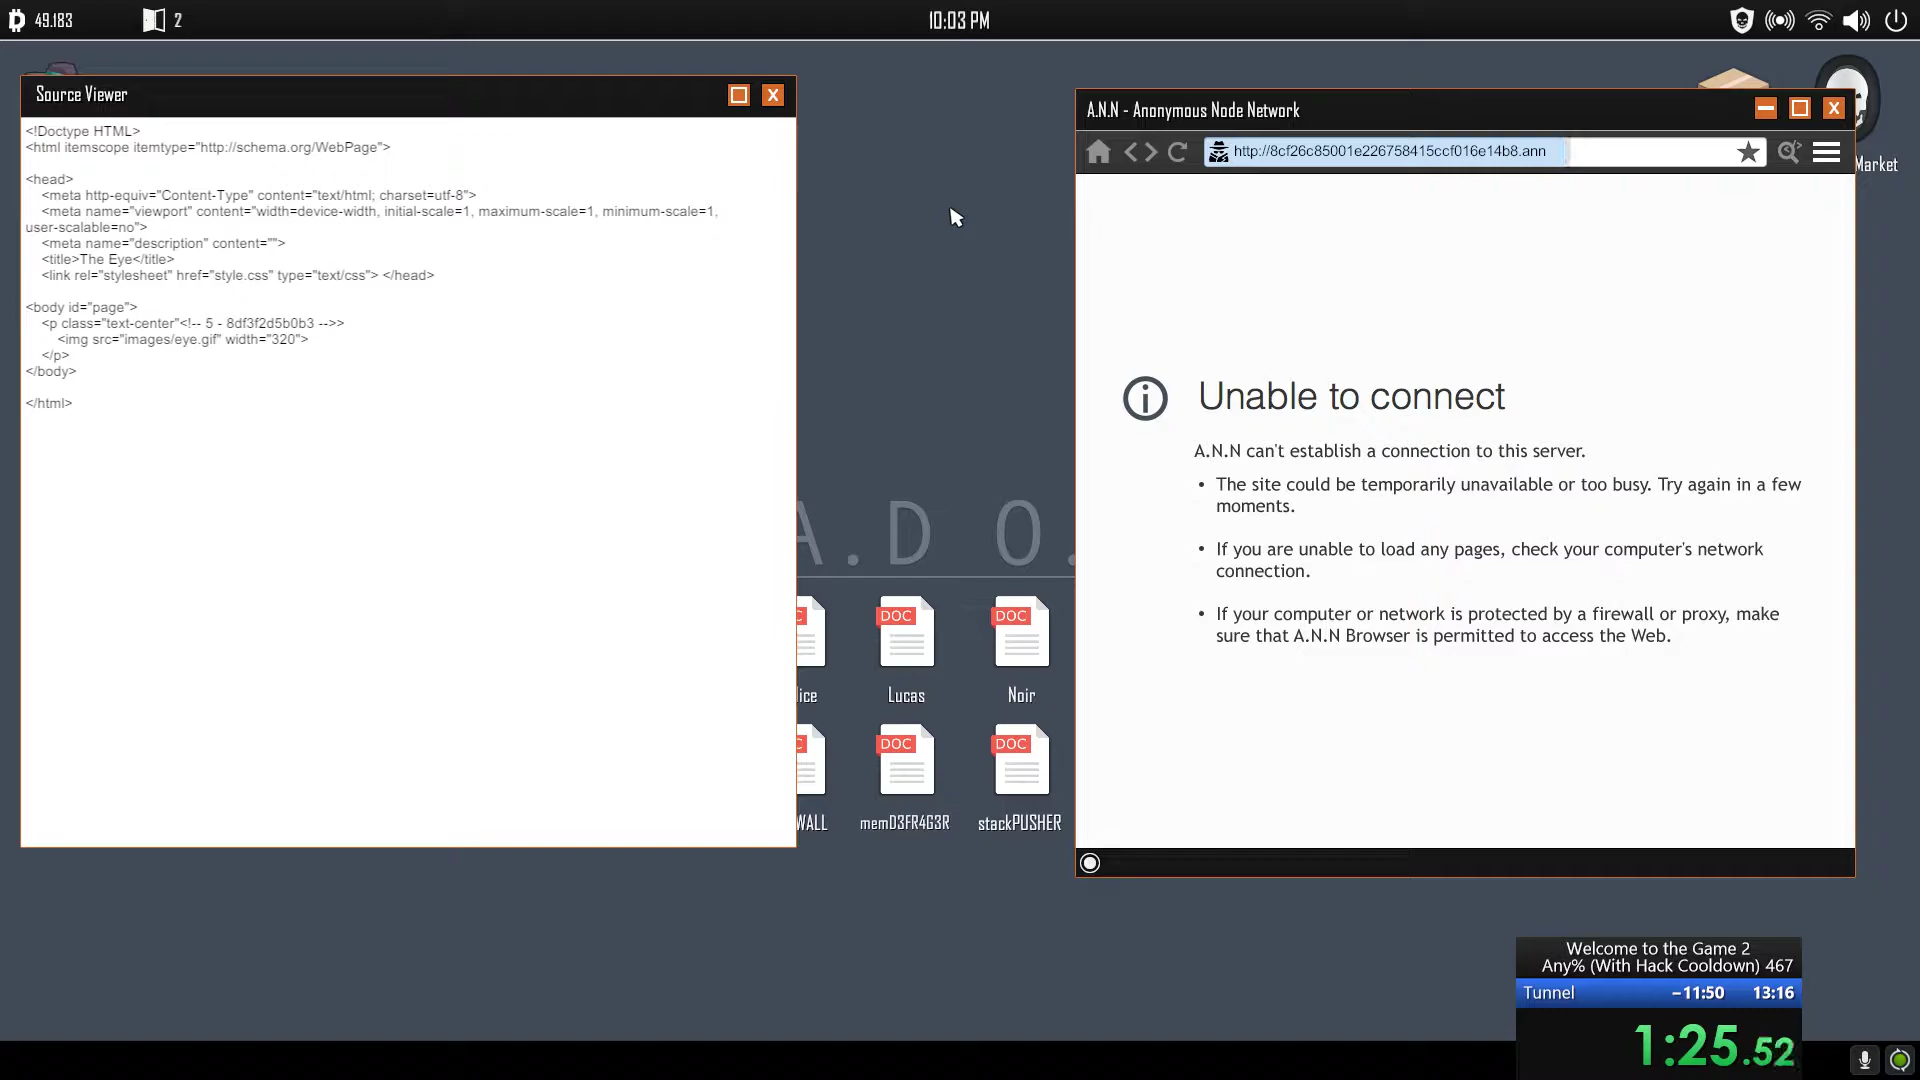 49.183
2
10:03 PM
Source Viewer
<!Doctype HTML>
<html itemscope itemtype="http://schema.org/WebPage">
<head>
<meta http-equiv="Content-Type" content="text/html; charset=utf-8">
<meta name="viewport" content="width=device-width, initial-scale=1, maximum-scale=1, minimum-scale=1,
user-scalable=no">
<meta name="description" content="">
<title>The Eye</title>
<link rel="stylesheet" href="style.css" type="text/css"> </head>
<body id="page">
<p class="text-center"<!-- 5 - 8df3f2d5b0b3 -->>
<img src="images/eye.gif" width="320">
</p>
</body>
</html>
A.D O.
DOC
DOC
lice
Lucas
Noir
DOC
DOC
WALL
memD3FR4G3R
stackPUSHER
A.N.N - Anonymous Node Network
http://8cf26c85001e226758415ccf016e14b8.ann
Market
Unable to connect
A.N.N can't establish a connection to this server.
• The site could be temporarily unavailable or too busy. Try again in a few
moments.
• If you are unable to load any pages, check your computer's network
connection.
• If your computer or network is protected by a firewall or proxy, make
sure that A.N.N Browser is permitted to access the Web.
Welcome to the Game 2
Any% (With Hack Cooldown) 467
Tunnel −11:50 13:16
1:25.52